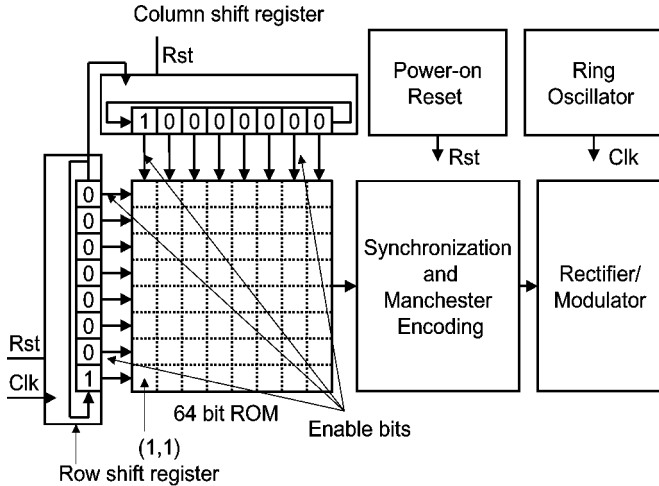 Column shift register
Rst
Power-on
Reset
Ring
Oscillator
1 0 0 0 0 0 0 0
Rst
Clk
0
0
0
0
0
0
0
1
Synchronization
and
Manchester
Encoding
Rectifier/
Modulator
Rst
Clk
64 bit ROM
Enable bits
(1,1)
Row shift register